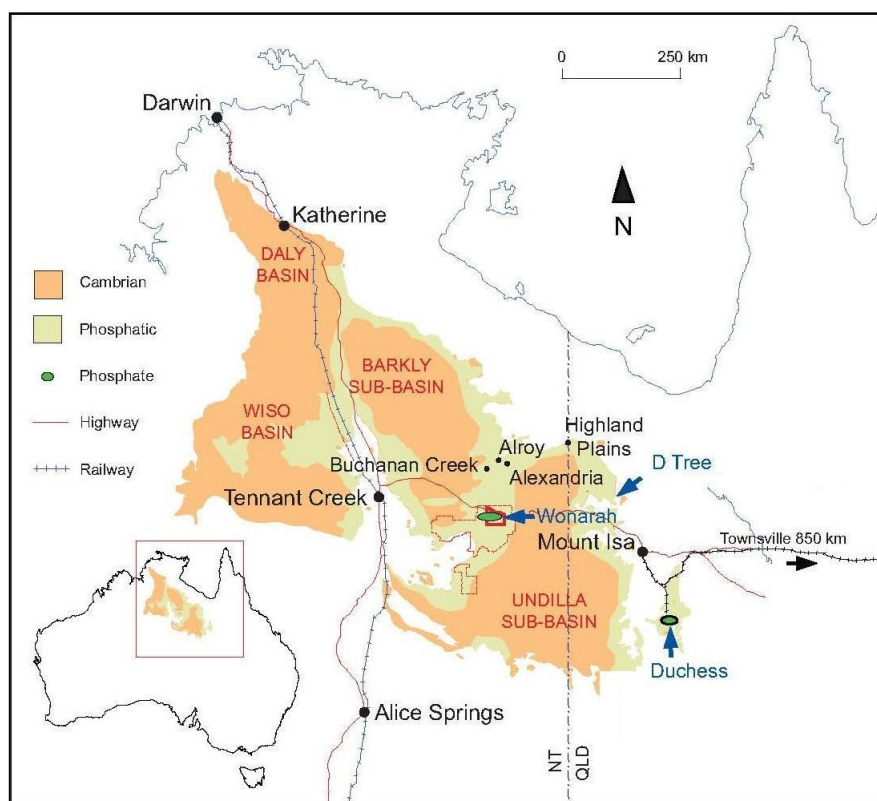 0 250 km
Darwin
N
Katherine
DALY
BASIN
Cambrian
Phosphatic
Phosphate
Highway
Railway
BARKLY
SUB-BASIN
WISO
BASIN
Highland
Plains
Alroy
Buchanan Creek
Alexandria
D Tree
Tennant Creek
Wonarah
Mount Isa
Townsville 850 km
UNDILLA
SUB-BASIN
Duchess
Alice Springs
NT
QLD